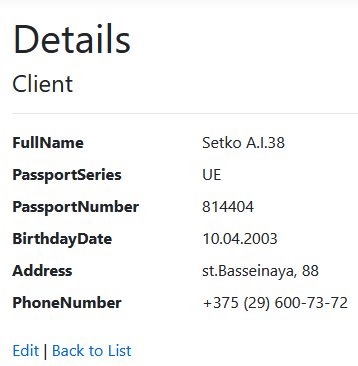 Details
Client
FullName Setko A.I.38
PassportSeries UE
PassportNumber 814404
BirthdayDate 10.04.2003
Address st.Basseinaya, 88
PhoneNumber +375 (29) 600-73-72
Edit | Back to List